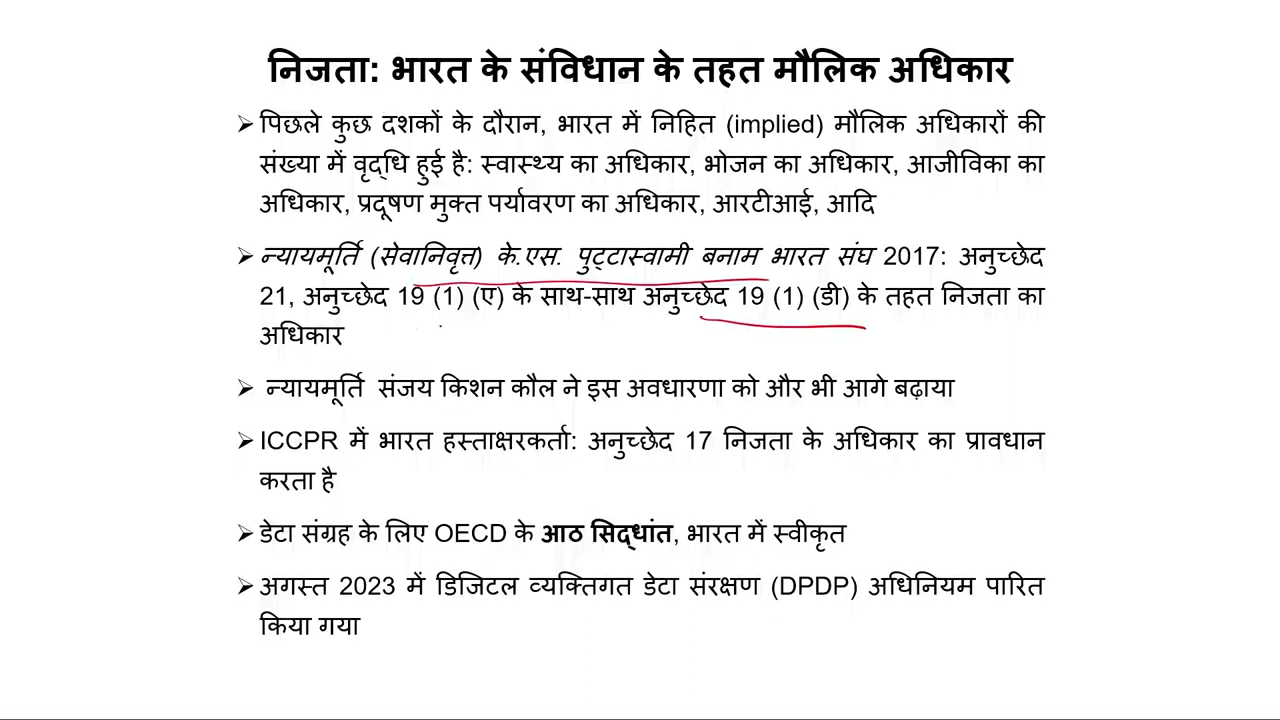 निजता: भारत के संविधान के तहत मौलिक अधिकार
➢ पिछले कुछ दशकों के दौरान, भारत में निहित (implied) मौलिक अधिकारों की
संख्या में वृद्धि हुई है: स्वास्थ्य का अधिकार, भोजन का अधिकार, आजीविका का
अधिकार, प्रदूषण मुक्त पर्यावरण का अधिकार, आरटीआई, आदि
➢ न्यायमूर्ति (सेवानिवृत्त) के.एस. पुट्टास्वामी बनाम भारत संघ 2017: अनुच्छेद
21, अनुच्छेद 19 (1) (ए) के साथ-साथ अनुच्छेद 19 (1) (डी) के तहत निजता का
अधिकार
➢ न्यायमूर्ति संजय किशन कौल ने इस अवधारणा को और भी आगे बढ़ाया
➢ ICCPR में भारत हस्ताक्षरकर्ता: अनुच्छेद 17 निजता के अधिकार का प्रावधान
करता है
➢ डेटा संग्रह के लिए OECD के आठ सिद्धांत, भारत में स्वीकृत
➢ अगस्त 2023 में डिजिटल व्यक्तिगत डेटा संरक्षण (DPDP) अधिनियम पारित
किया गया